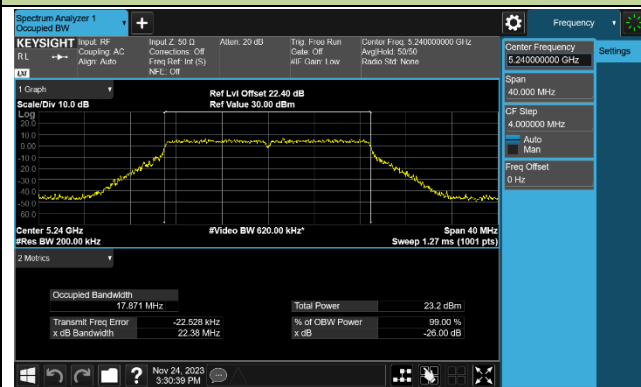 Spectrum Analyzer 1
Occupied BW
Frequency
KEYSIGHT
RL
Input: RF
Coupling: AC
Align: Auto
Input Z: 50 Ω
Corrections: Off
Freq Ref: Int (S)
NFE: Off
Atten: 20 dB
Trig: Free Run
Gate: Off
#IF Gain: Low
Center Freq: 5.240000000 GHz
Avg|Hold: 50/50
Radio Std: None
LXI
1 Graph
Scale/Div 10.0 dB
Ref Lvl Offset 22.40 dB
Ref Value 30.00 dBm
Log
20.0
10.0
0.00
-10.0
-20.0
-30.0
-40.0
-50.0
-60.0
Center 5.24 GHz
#Res BW 200.00 kHz
#Video BW 620.00 kHz*
Span 40 MHz
Sweep 1.27 ms (1001 pts)
2 Metrics
Occupied Bandwidth
17.871 MHz
Total Power 23.2 dBm
Transmit Freq Error -22.528 kHz
% of OBW Power 99.00 %
x dB Bandwidth 22.38 MHz
x dB -26.00 dB
Center Frequency
5.240000000 GHz
Settings
Span
40.000 MHz
CF Step
4.000000 MHz
Auto
Man
Freq Offset
0 Hz
?
Nov 24, 2023
3:30:39 PM